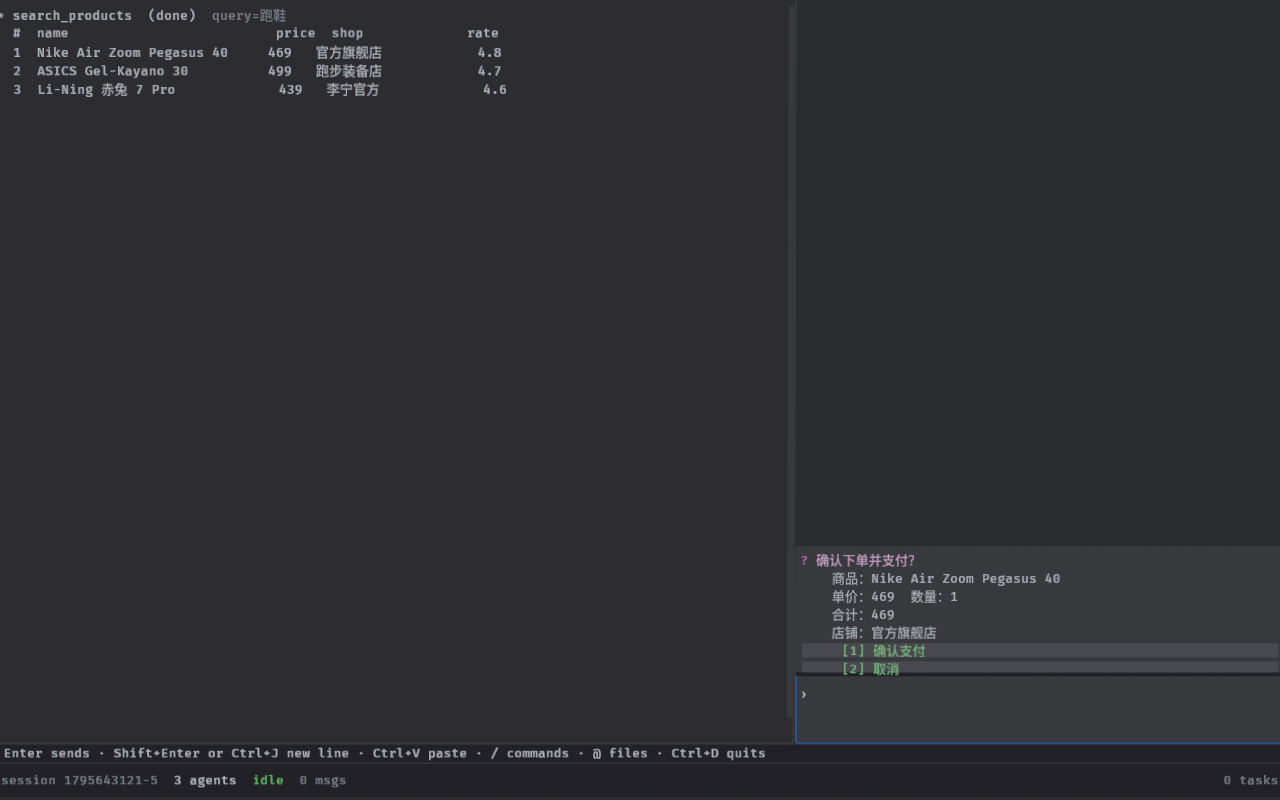 * search_products (done) query=跑鞋
# name price shop rate
1 Nike Air Zoom Pegasus 40 469 官方旗舰店 4.8
2 ASICS Gel-Kayano 30 499 跑步装备店 4.7
3 Li-Ning 赤兔 7 Pro 439 李宁官方 4.6
? 确认下单并支付?
商品: Nike Air Zoom Pegasus 40
单价: 469 数量: 1
合计: 469
店铺: 官方旗舰店
[1] 确认支付
[2] 取消
›
Enter sends · Shift+Enter or Ctrl+J new line · Ctrl+V paste · / commands · @ files · Ctrl+D quits
session 1795643121-5 3 agents idle 0 msgs 0 tasks